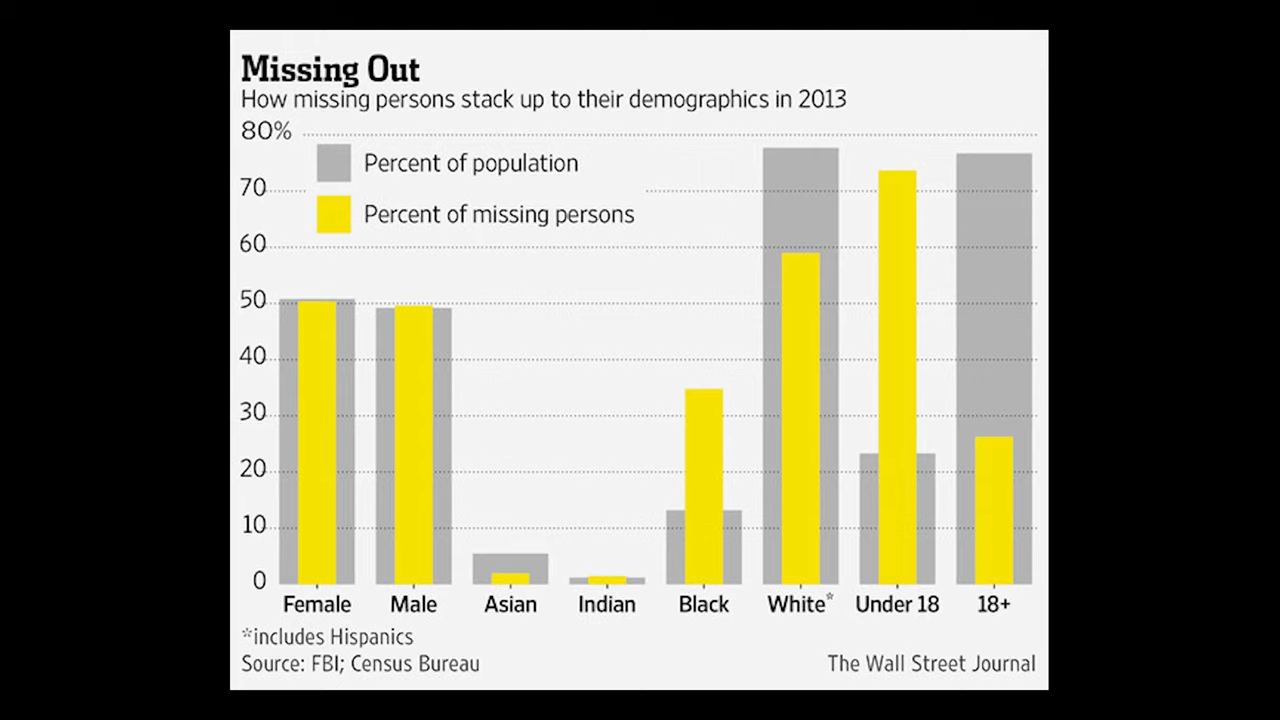 Missing Out
How missing persons stack up to their demographics in 2013
80%
Percent of population
70
Percent of missing persons
60
50
40
30
20
10
0
Female Male Asian Indian Black White* Under 18 18+
*includes Hispanics
Source: FBI; Census Bureau The Wall Street Journal